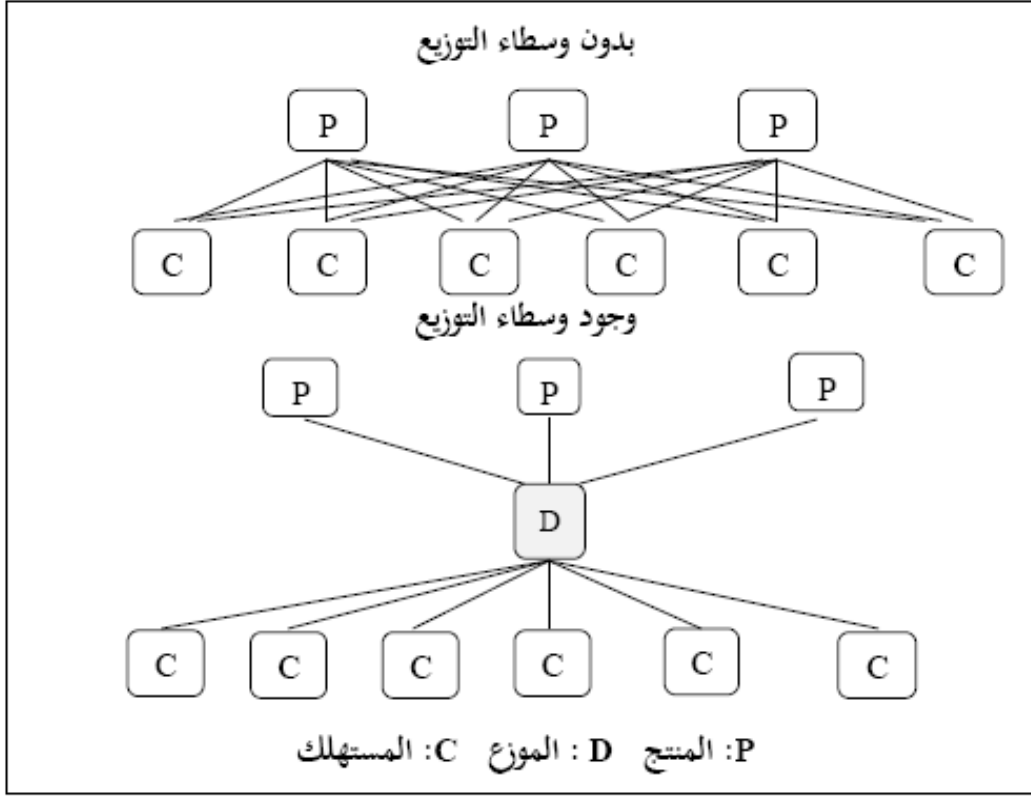 بدون وسطاء التوزيع
P P P
C C C C C C
وجود وسطاء التوزيع
P P P
D
C C C C C C
P: المنتج D : الموزع C: المستهلك